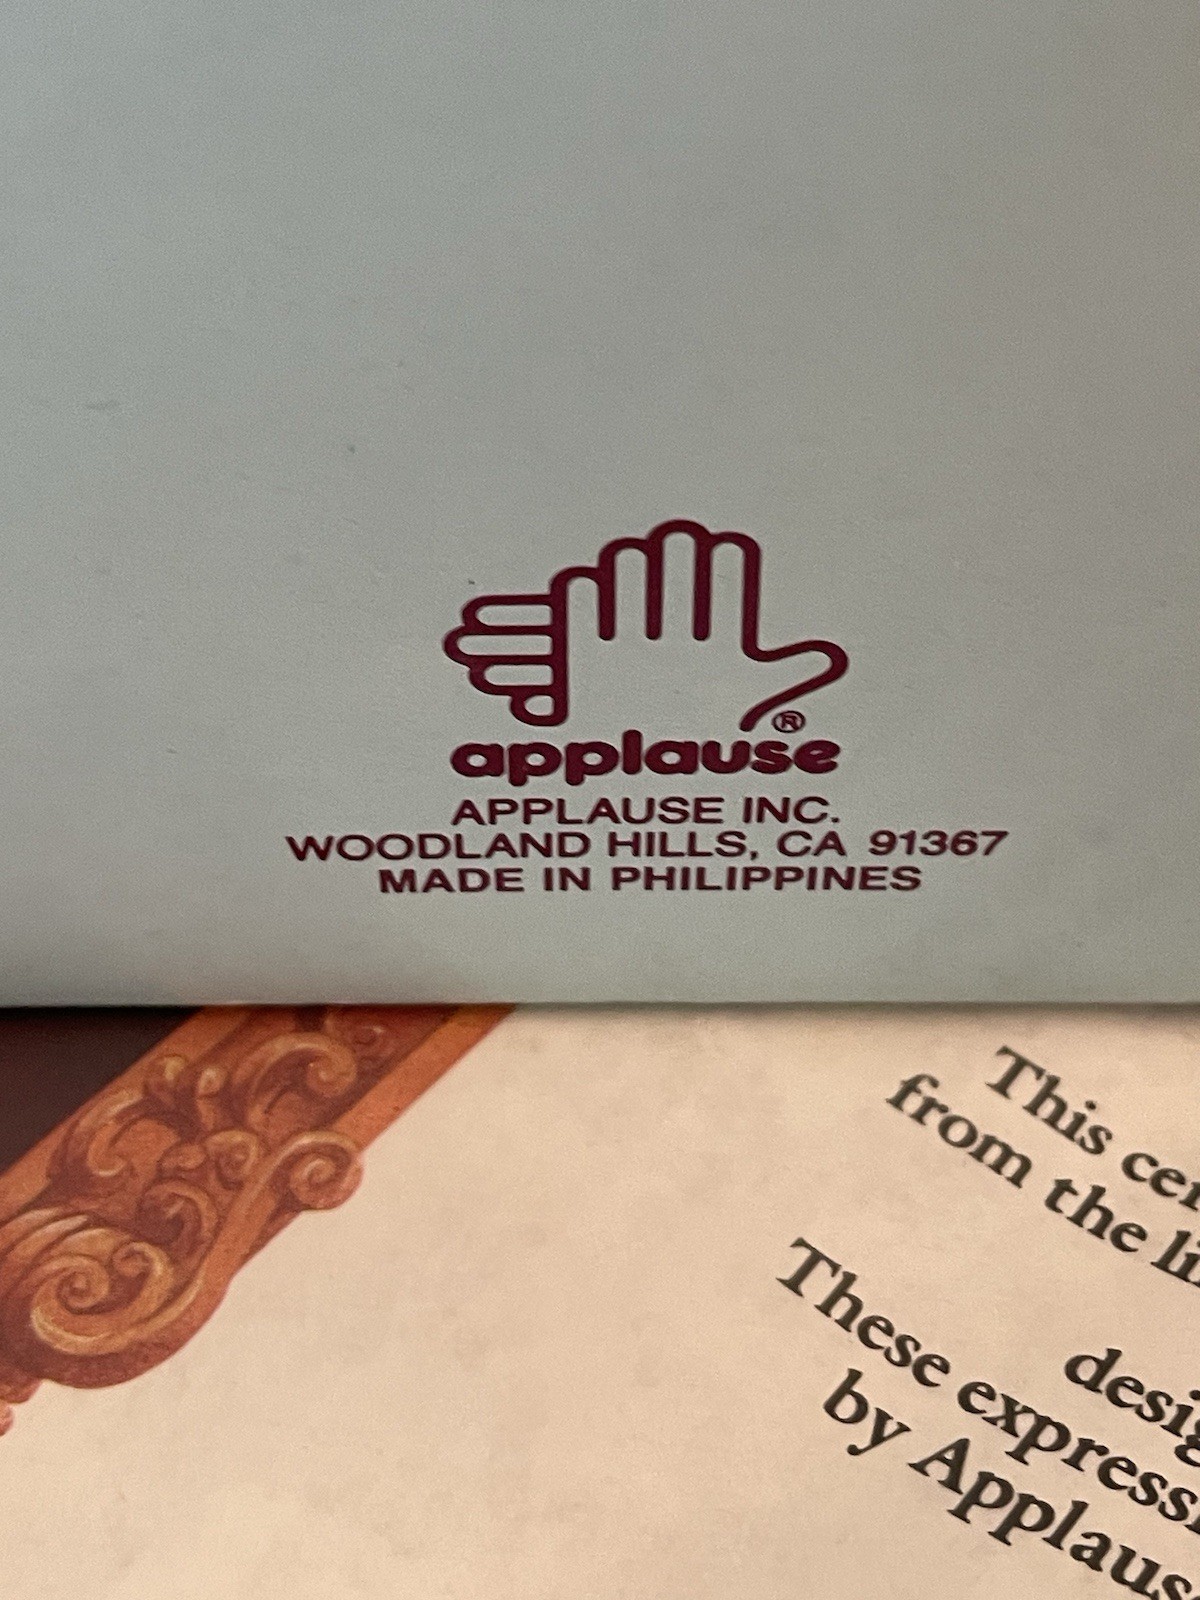 applause®
APPLAUSE INC.
WOODLAND HILLS, CA 91367
MADE IN PHILIPPINES
This
from the
These
by